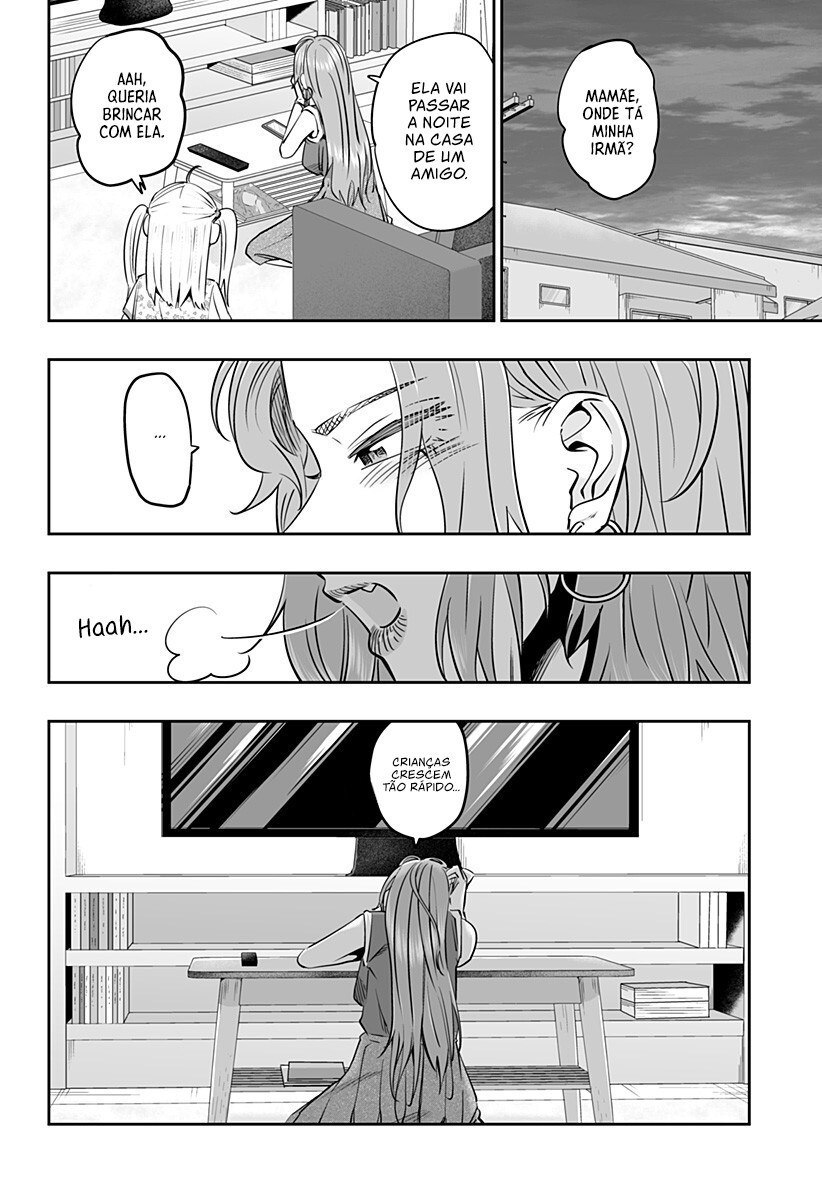 MAMÃE,
ONDE TÁ
MINHA
IRMÃ?
ELA VAI
PASSAR
A NOITE
NA CASA
DE UM
AMIGO.
AAH,
QUERIA
BRINCAR
COM ELA.
...
Haah...
CRIANÇAS
CRESCEM
TÃO RÁPIDO...